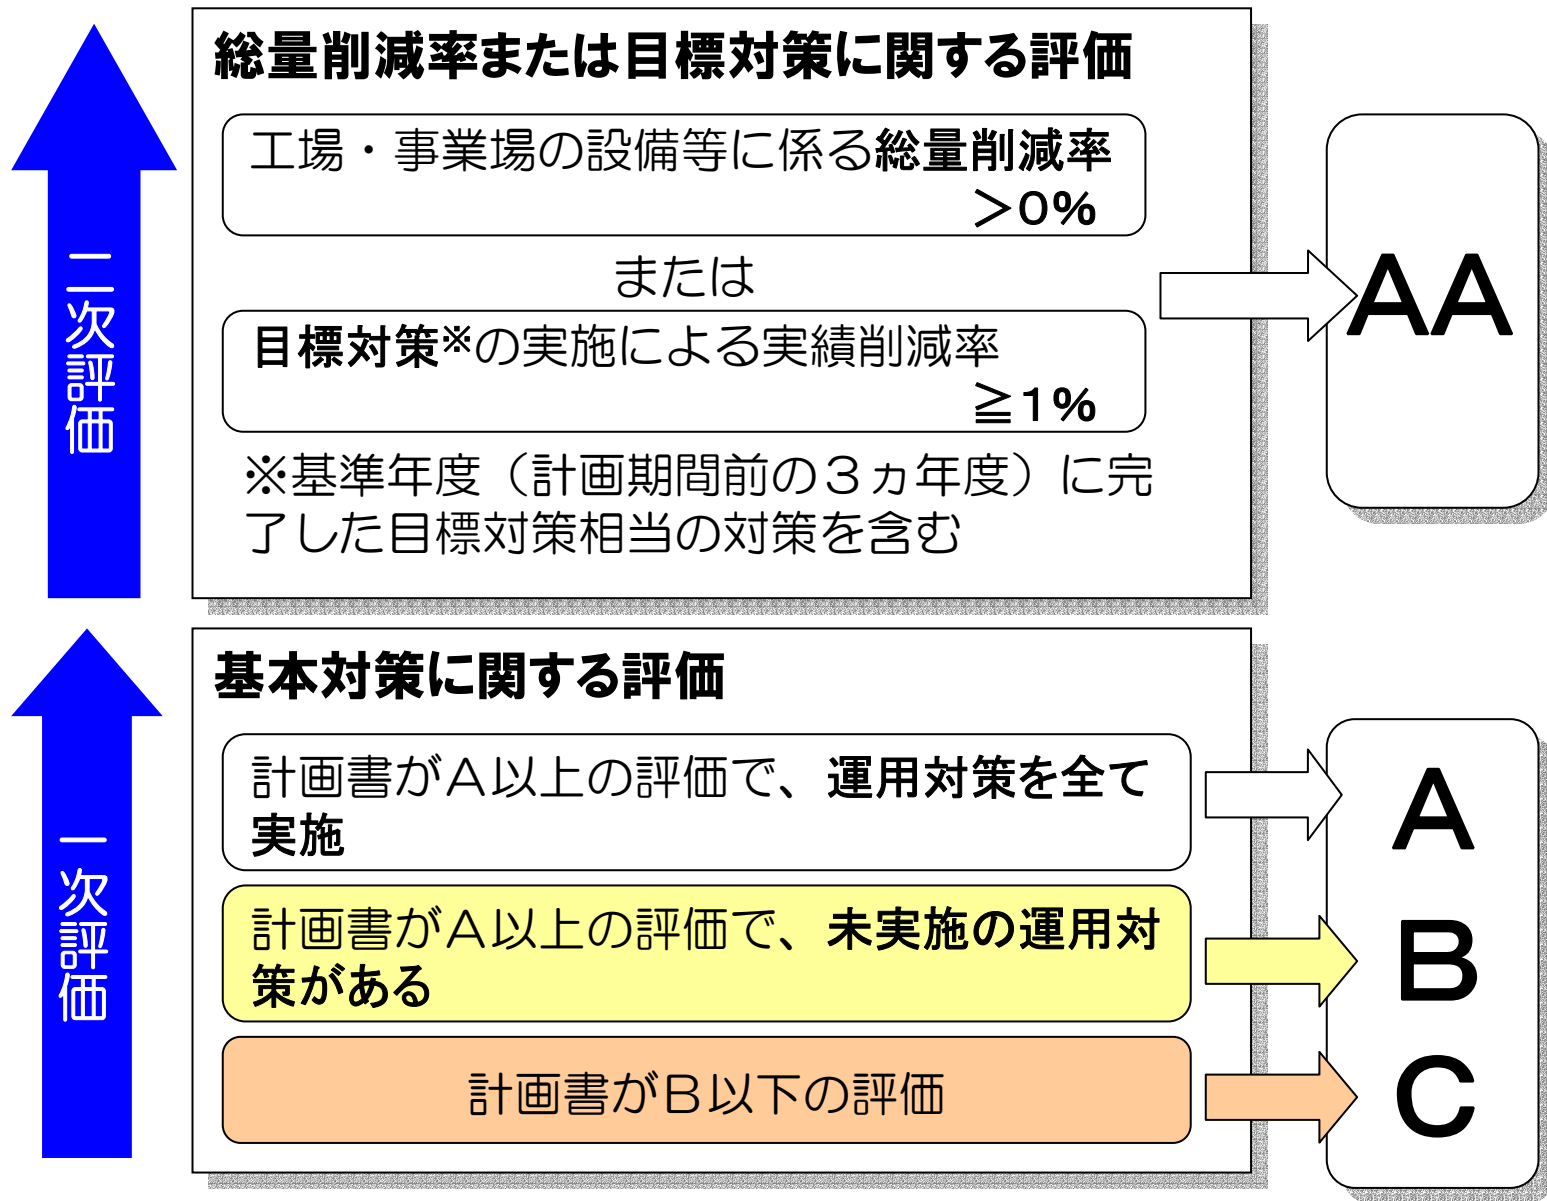 総量削減率または目標対策に関する評価
工場・事業場の設備等に係る総量削減率
＞０％
または
目標対策※の実施による実績削減率
≧１％
※基準年度（計画期間前の３ヵ年度）に完
了した目標対策相当の対策を含む
二次評価
ＡＡ
基本対策に関する評価
計画書がＡ以上の評価で、運用対策を全て
実施
計画書がＡ以上の評価で、未実施の運用対
策がある
計画書がＢ以下の評価
一次評価
Ａ
Ｂ
Ｃ